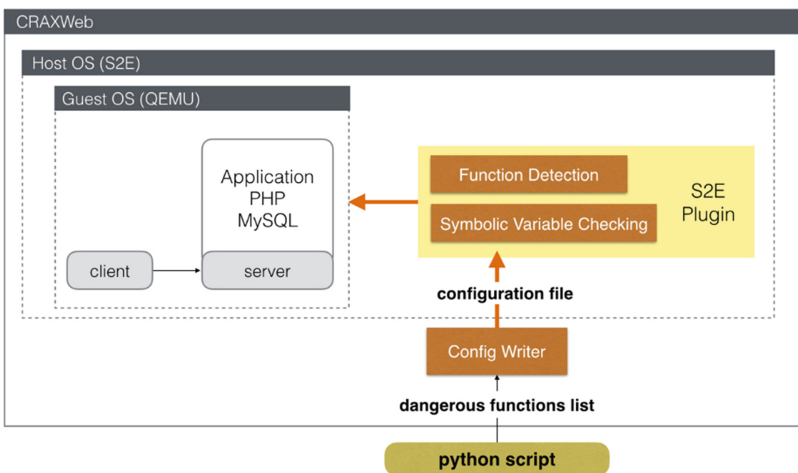 CRAXWeb
Host OS (S2E)
Guest OS (QEMU)
Application
PHP
MySQL
client
server
Function Detection
Symbolic Variable Checking
S2E
Plugin
configuration file
Config Writer
dangerous functions list
python script